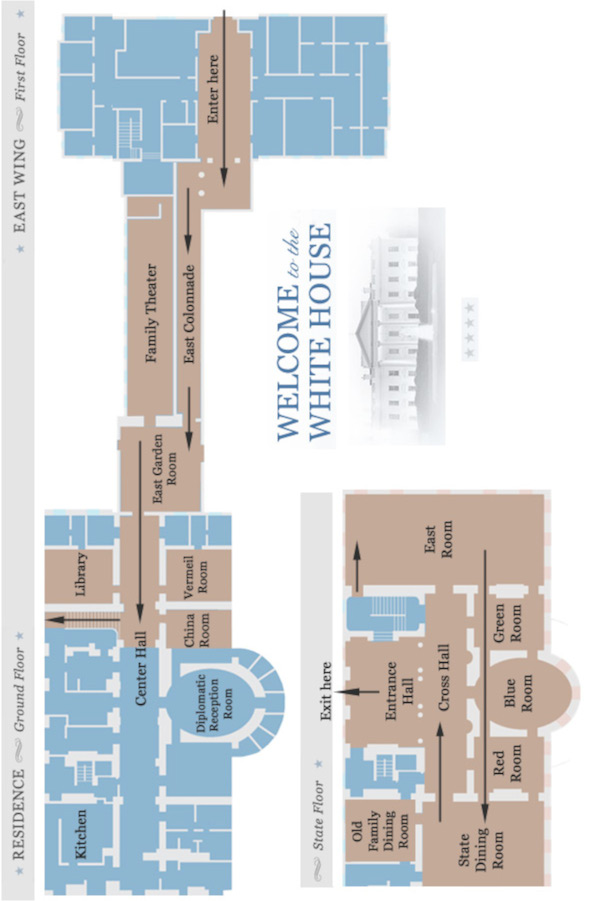 RESIDENCE Ground Floor
EAST WING First Floor
Kitchen
Library
Center Hall
Diplomatic
Reception
Room
China
Room
Vermeil
Room
East Garden
Room
Family Theater
East Colonnade
Enter here
WELCOME to the
WHITE HOUSE
State Floor
Exit here
Old
Family
Dining
Room
Entrance
Hall
Cross Hall
East
Room
State
Dining
Room
Red
Room
Blue
Room
Green
Room